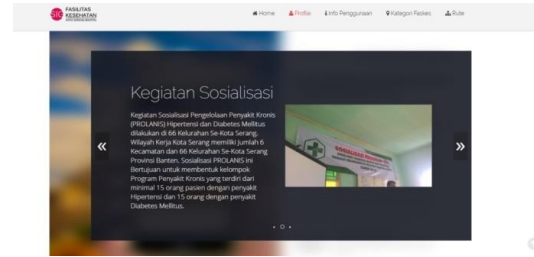 SIG FASILITAS
KESEHATAN
Home Profile Info Penggunaan Kategori Faskes Rute
Kegiatan Sosialisasi
Kegiatan Sosialisasi Pengelolaan Penyakit Kronis
(PROLANIS) Hipertensi dan Diabetes Mellitus
dilakukan di 66 Kelurahan Se-Kota Serang.
Wilayah Kerja Kota Serang memiliki Jumlah 6
Kecamatan dan 66 Kelurahan Se-Kota Serang
Provinsi Banten. Sosialisasi PROLANIS ini
Bertujuan untuk membentuk kelompok
Program Penyakit Kronis yang terdiri dari
minimal 15 orang pasien dengan penyakit
Hipertensi dan 15 orang dengan penyakit
Diabetes Mellitus.
«
»
SOSIALISASI